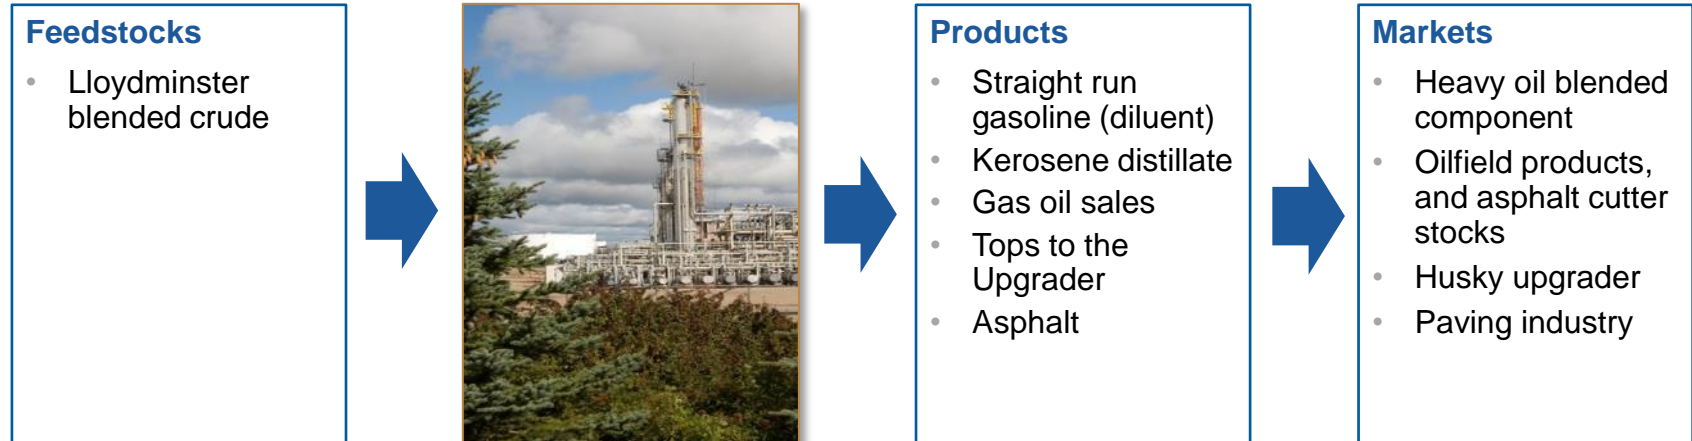 Feedstocks
• Lloydminster
blended crude
Products
• Straight run
gasoline (diluent)
• Kerosene distillate
• Gas oil sales
• Tops to the
Upgrader
• Asphalt
Markets
• Heavy oil blended
component
• Oilfield products,
and asphalt cutter
stocks
• Husky upgrader
• Paving industry